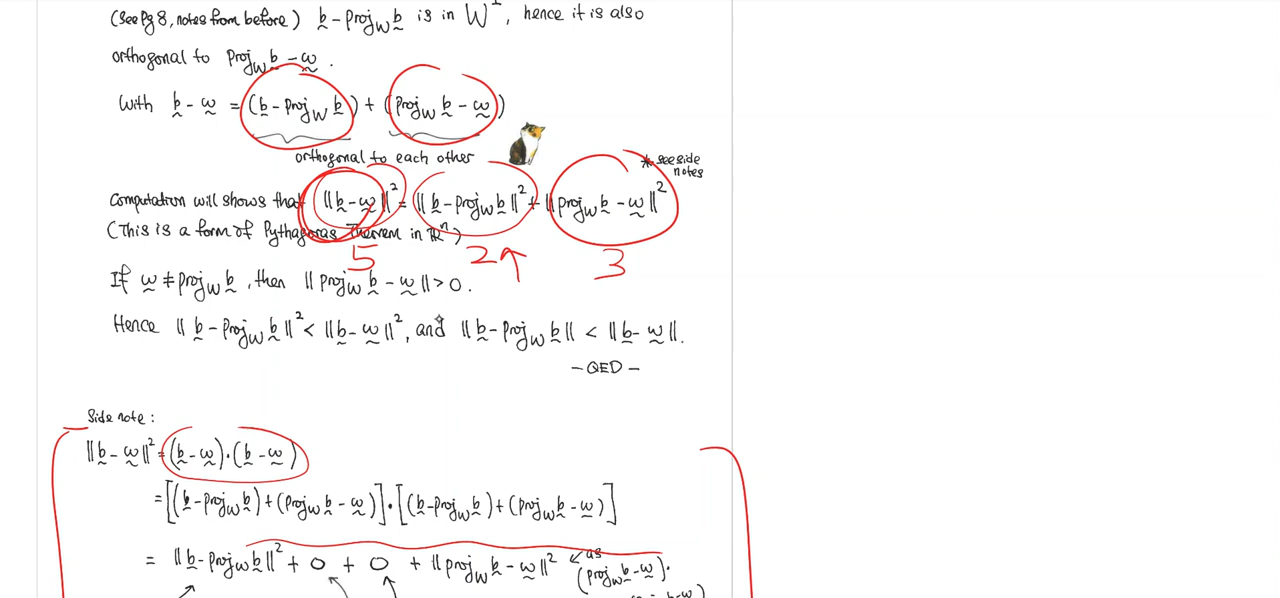 (See Pg 8, notes from before) b - Proj_W b is in W^⊥, hence it is also
orthogonal to Proj_W b - w.
With b - w = (b - Proj_W b) + (Proj_W b - w)
orthogonal to each other
* see side
notes
Computation will shows that ||b - w||² = ||b - Proj_W b||² + ||Proj_W b - w||²
(This is a form of Pythagoras Theorem in ℝⁿ)
5 2↑ 3
If w ≠ Proj_W b, then ||Proj_W b - w|| > 0.
Hence ||b - Proj_W b||² < ||b - w||², and ||b - Proj_W b|| < ||b - w||.
- QED -
Side note:
||b - w||² = (b - w)·(b - w)
= [(b - Proj_W b) + (Proj_W b - w)]·[(b - Proj_W b) + (Proj_W b - w)]
= ||b - Proj_W b||² + 0 + 0 + ||Proj_W b - w||² ↙ as
(Proj_W b - w)·